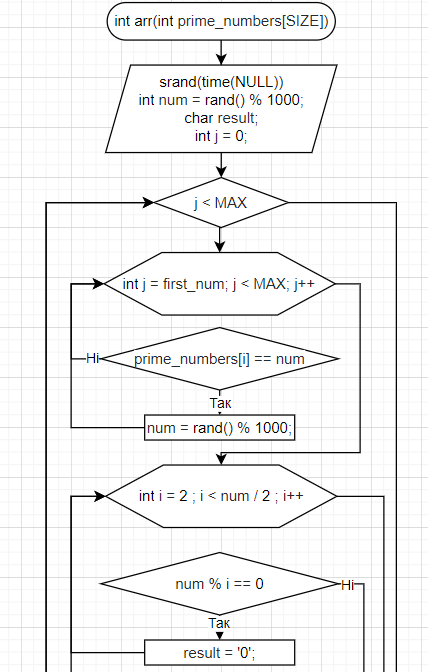 int arr(int prime_numbers[SIZE])
srand(time(NULL))
int num = rand() % 1000;
char result;
int j = 0;
j < MAX
int j = first_num; j < MAX; j++
Ні
prime_numbers[i] == num
Так
num = rand() % 1000;
int i = 2 ; i < num / 2 ; i++
num % i == 0
Ні
Так
result = '0';